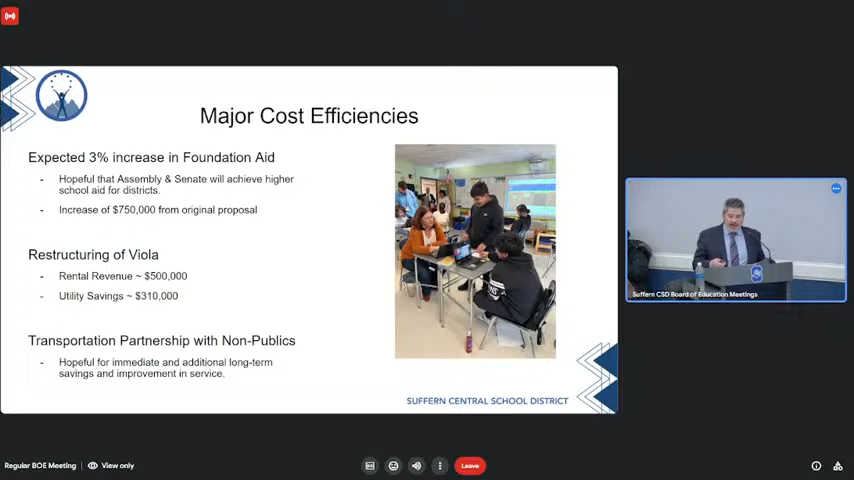 Major Cost Efficiencies
Expected 3% increase in Foundation Aid
- Hopeful that Assembly & Senate will achieve higher
school aid for districts.
- Increase of $750,000 from original proposal
Restructuring of Viola
- Rental Revenue ~ $500,000
- Utility Savings ~ $310,000
Transportation Partnership with Non-Publics
- Hopeful for immediate and additional long-term
savings and improvement in service.
SUFFERN CENTRAL SCHOOL DISTRICT
Suffern CSD Board of Education Meetings
Regular BOE Meeting | View only
Leave